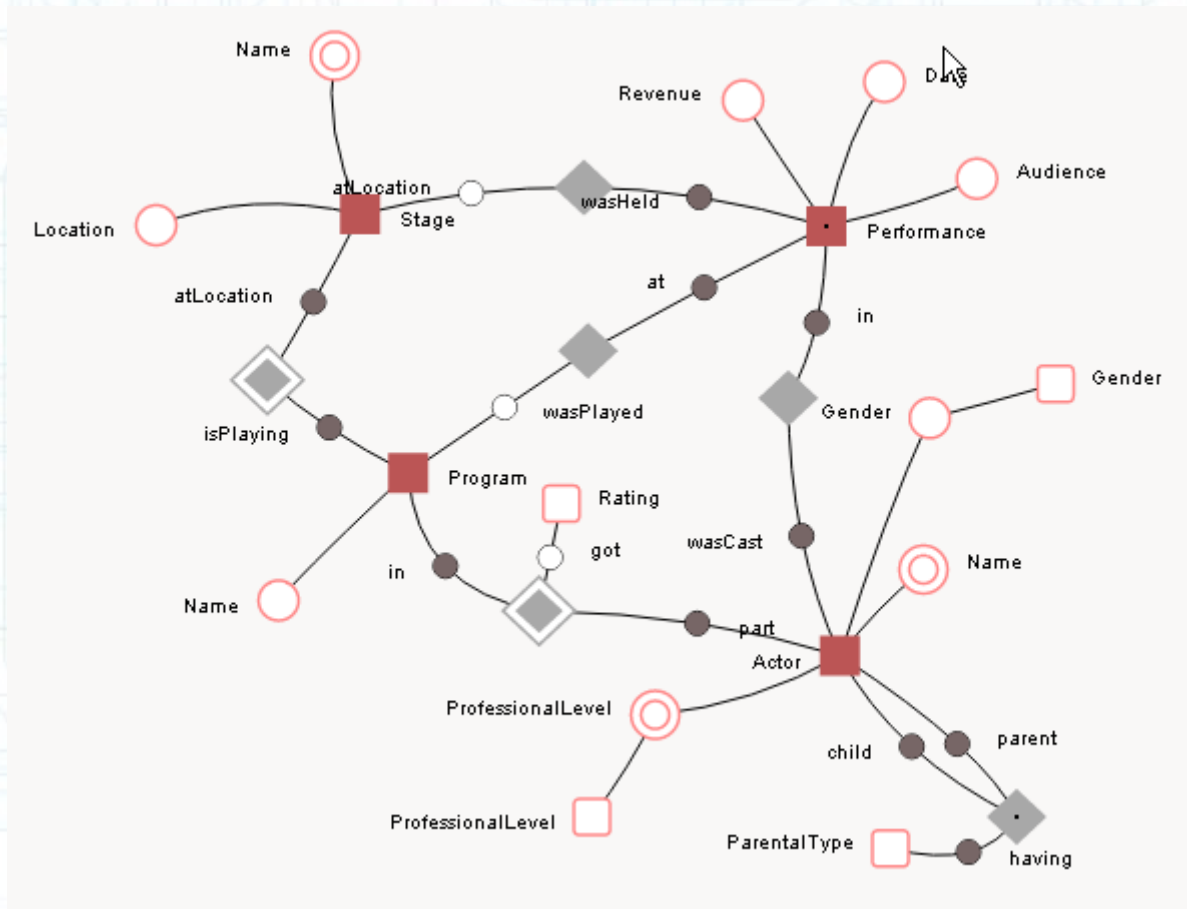 Name
Revenue
Audience
atLocation
wasHeld
Stage
Location
Performance
at
atLocation
in
Gender
wasPlayed
Gender
isPlaying
Program
Rating
wasCast
got
Name
in
Name
part
Actor
ProfessionalLevel
parent
child
ProfessionalLevel
ParentalType
having